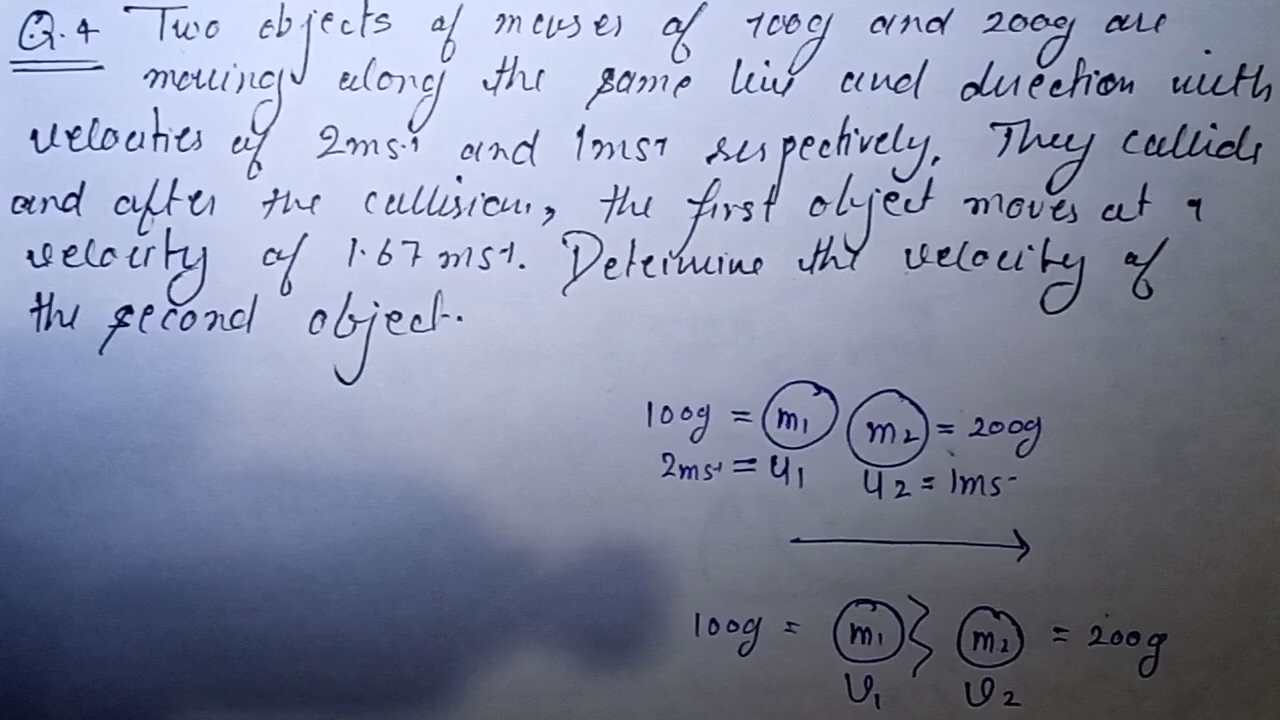 Q.4 Two objects of masses of 100g and 200g are
moving along the same line and direction with
velocities of 2ms-1 and 1ms-1 respectively. They collide
and after the collision, the first object moves at a
velocity of 1.67 ms-1. Determine the velocity of
the second object.
100g = m1 m2 = 200g
2ms-1 = u1 u2 = 1ms-
100g = m1 m2 = 200g
v1 v2